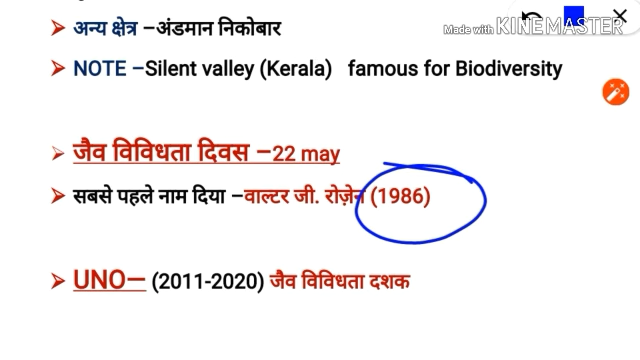 ➤ अन्य क्षेत्र –अंडमान निकोबार
Made with KINEMASTER
➤ NOTE –Silent valley (Kerala) famous for Biodiversity
➤ जैव विविधता दिवस –22 may
➤ सबसे पहले नाम दिया –वाल्टर जी. रोज़ेन (1986)
➤ UNO– (2011-2020) जैव विविधता दशक